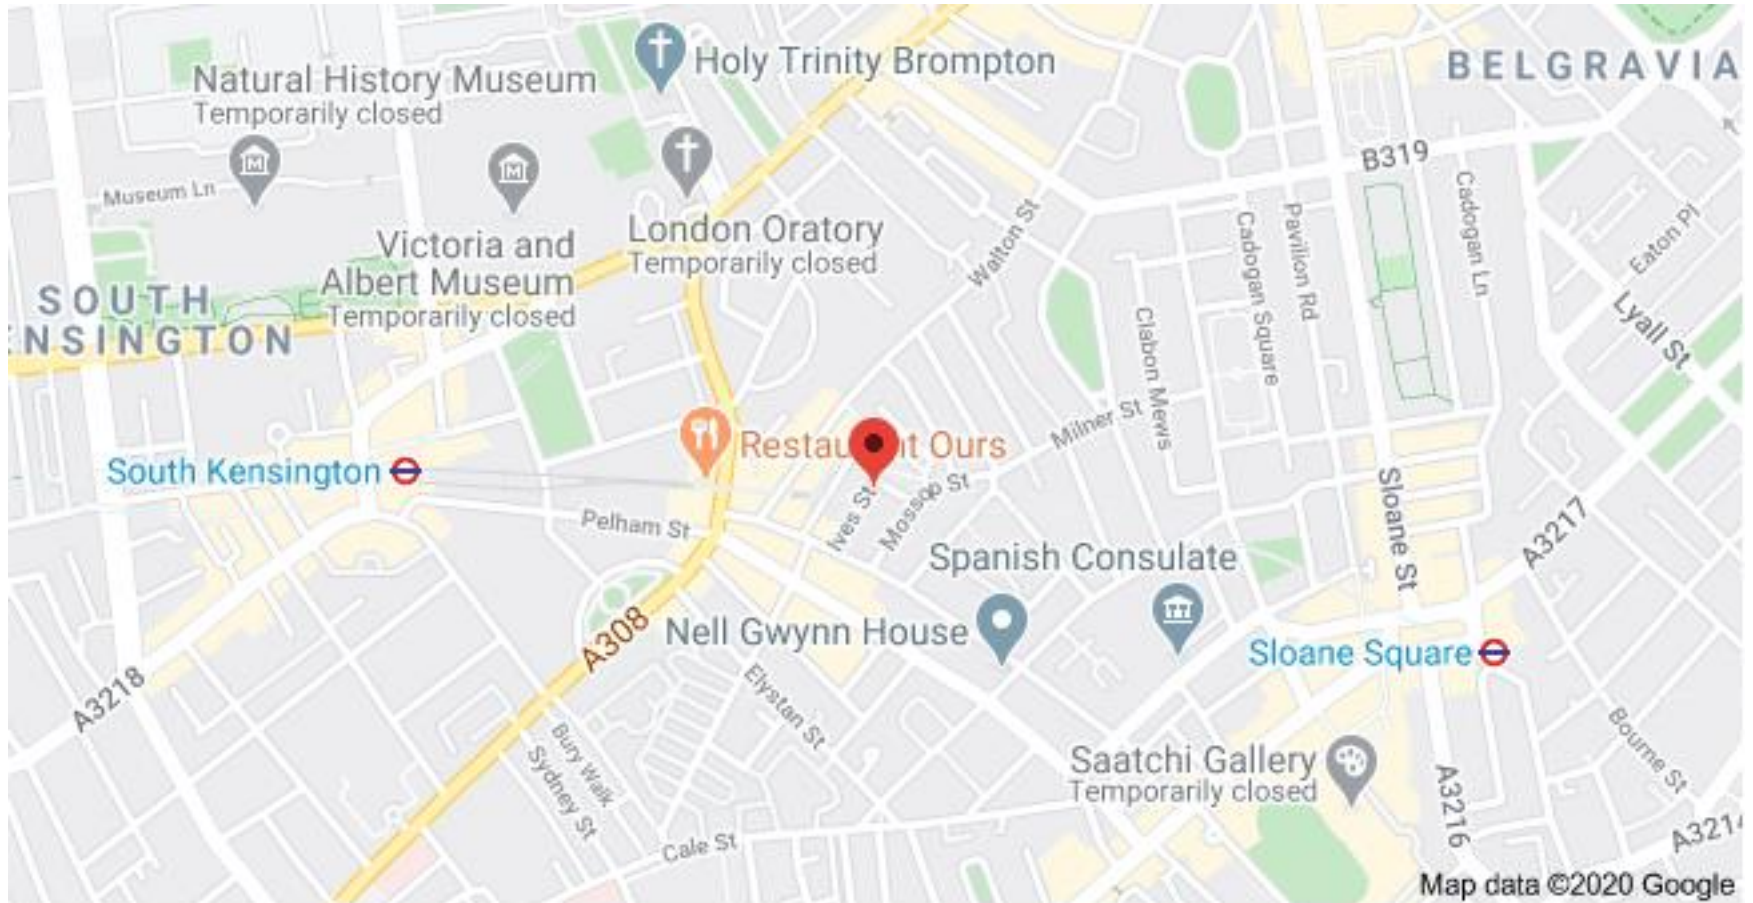 Holy Trinity Brompton
BELGRAVIA
Natural History Museum
Temporarily closed
B319
Museum Ln
Cadogan Ln
Pavilion Rd
Cadogan Square
Walton St
Eaton Pl
London Oratory
Temporarily closed
Victoria and
Albert Museum
Temporarily closed
SOUTH
ENSINGTON
Lyall St
Clabon Mews
Milner St
Restau nt Ours
South Kensington
Ives St
Mossop St
Sloane St
A3217
Pelham St
Spanish Consulate
A308
Nell Gwynn House
Sloane Square
A3218
Elystan St
Bury Walk
Sydney St
Bourne St
Saatchi Gallery
Temporarily closed
A3216
A3214
Cale St
Map data ©2020 Google